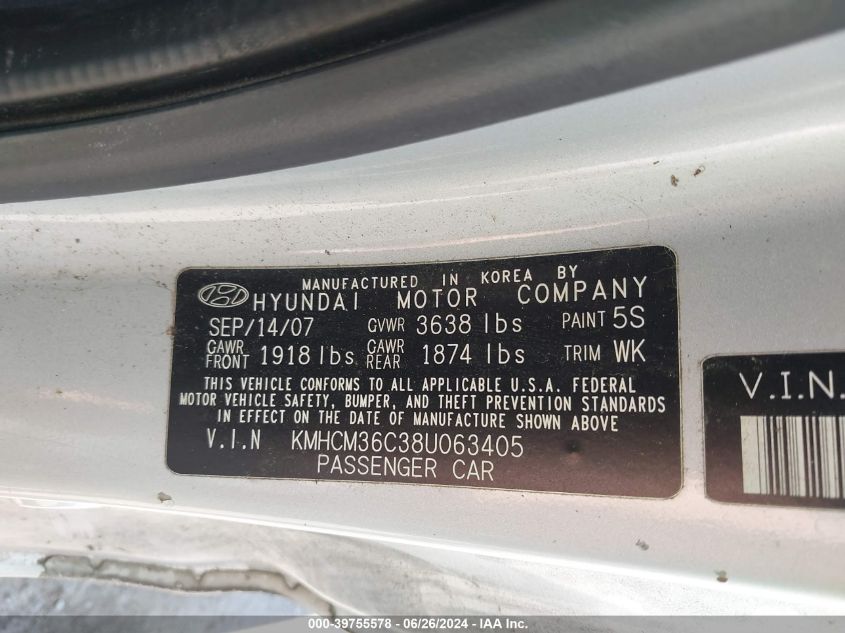 MANUFACTURED IN KOREA BY
HYUNDAI MOTOR COMPANY
SEP/14/07 GVWR 3638 lbs PAINT 5S
GAWR FRONT 1918 lbs GAWR REAR 1874 lbs TRIM WK
THIS VEHICLE CONFORMS TO ALL APPLICABLE U.S.A. FEDERAL
MOTOR VEHICLE SAFETY, BUMPER, AND THEFT PREVENTION STANDARDS
IN EFFECT ON THE DATE OF MANUFACTURE SHOWN ABOVE
V.I.N KMHCM36C38U063405
PASSENGER CAR
V.I.N.
000-39755578 - 06/26/2024 - IAA Inc.